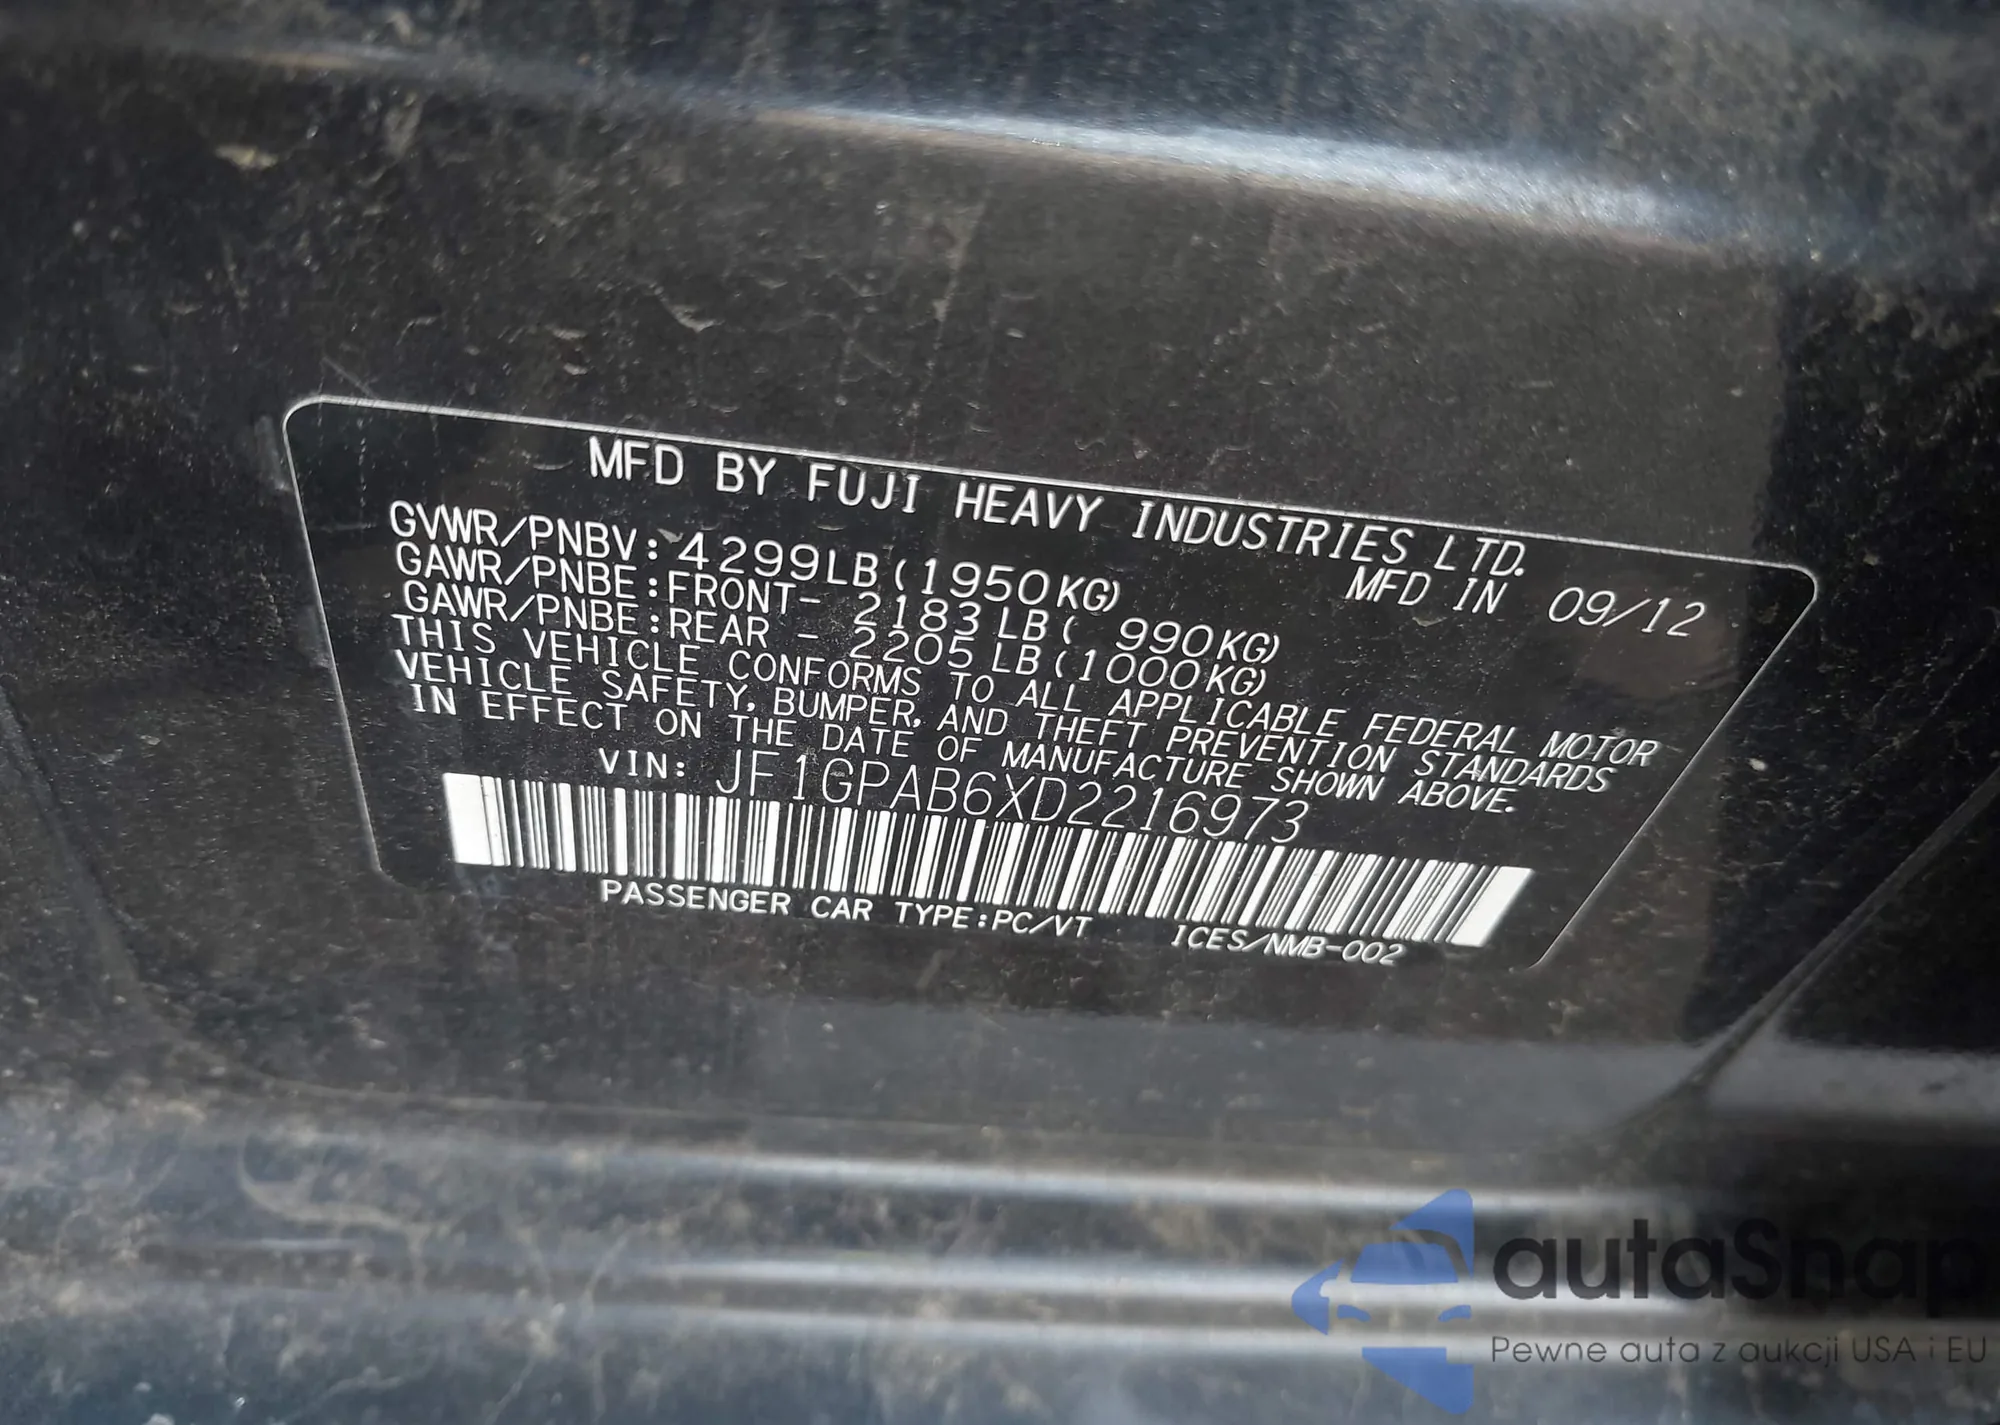 MFD BY FUJI HEAVY INDUSTRIES LTD.
GVWR/PNBV: 4299LB (1950KG) MFD IN 09/12
GAWR/PNBE:FRONT- 2183LB ( 990KG)
GAWR/PNBE:REAR - 2205LB (1000KG)
THIS VEHICLE CONFORMS TO ALL APPLICABLE FEDERAL MOTOR
VEHICLE SAFETY, BUMPER, AND THEFT PREVENTION STANDARDS
IN EFFECT ON THE DATE OF MANUFACTURE SHOWN ABOVE.
VIN: JF1GPAB6XD2216973
PASSENGER CAR TYPE:PC/VT ICES/NMB-002
autaSnap
Pewne auta z aukcji USA i EU